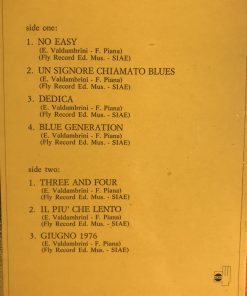 side one:
1. NO EASY
(E. Valdambrini - F. Piana)
(Fly Record Ed. Mus. - SIAE)
2. UN SIGNORE CHIAMATO BLUES
(E. Valdambrini - F. Piana)
(Fly Record Ed. Mus. - SIAE)
3. DEDICA
(E. Valdambrini - F. Piana)
(Fly Record Ed. Mus. - SIAE)
4. BLUE GENERATION
(E. Valdambrini - F. Piana)
(Fly Record Ed. Mus. - SIAE)
side two:
1. THREE AND FOUR
(E. Valdambrini - F. Piana)
(Fly Record Ed. Mus. - SIAE)
2. IL PIU' CHE LENTO
(E. Valdambrini - F. Piana)
(Fly Record Ed. Mus. - SIAE)
3. GIUGNO 1976
(E. Valdambrini - F. Piana)
(Fly Record Ed. Mus. - SIAE)